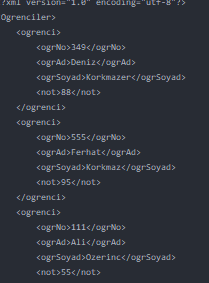 ?xml version="1.0" encoding="utf-8"?>
Ogrenciler>
<ogrenci>
<ogrNo>349</ogrNo>
<ogrAd>Deniz</ogrAd>
<ogrSoyad>Korkmazer</ogrSoyad>
<not>88</not>
</ogrenci>
<ogrenci>
<ogrNo>555</ogrNo>
<ogrAd>Ferhat</ogrAd>
<ogrSoyad>Korkmaz</ogrSoyad>
<not>95</not>
</ogrenci>
<ogrenci>
<ogrNo>111</ogrNo>
<ogrAd>Ali</ogrAd>
<ogrSoyad>Ozerinc</ogrSoyad>
<not>55</not>